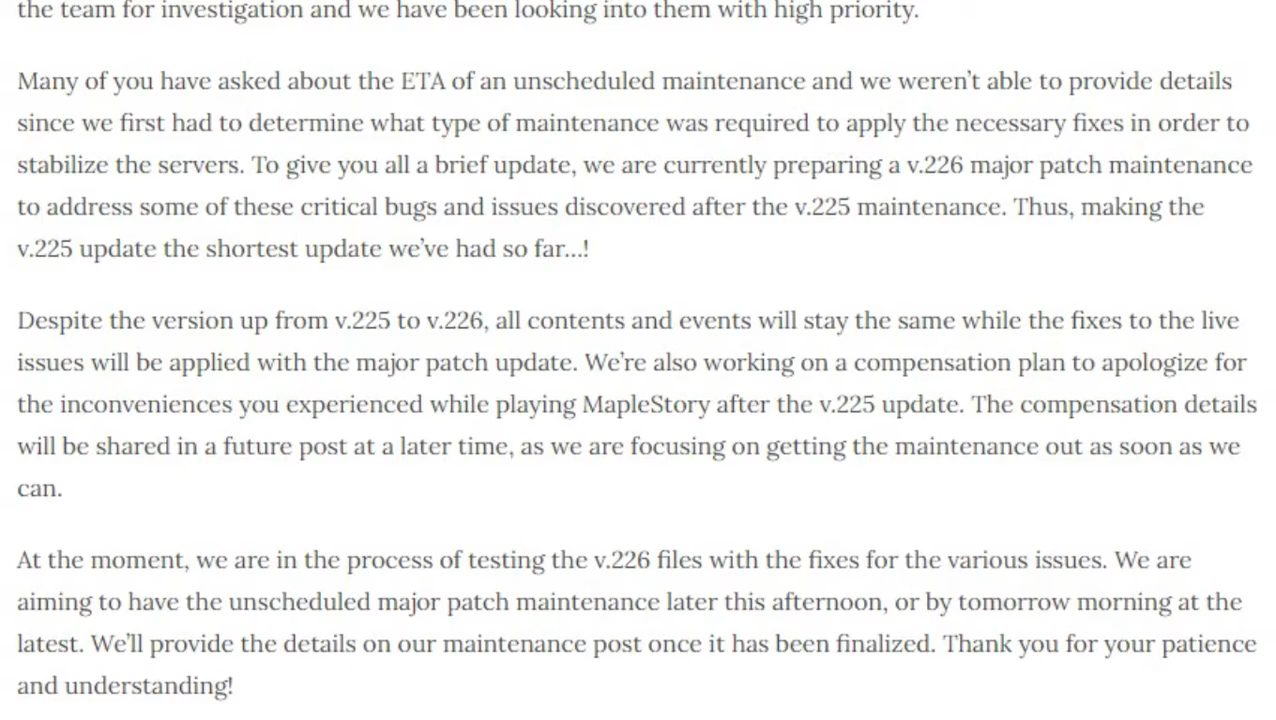 the team for investigation and we have been looking into them with high priority.
Many of you have asked about the ETA of an unscheduled maintenance and we weren’t able to provide details
since we first had to determine what type of maintenance was required to apply the necessary fixes in order to
stabilize the servers. To give you all a brief update, we are currently preparing a v.226 major patch maintenance
to address some of these critical bugs and issues discovered after the v.225 maintenance. Thus, making the
v.225 update the shortest update we’ve had so far...!
Despite the version up from v.225 to v.226, all contents and events will stay the same while the fixes to the live
issues will be applied with the major patch update. We’re also working on a compensation plan to apologize for
the inconveniences you experienced while playing MapleStory after the v.225 update. The compensation details
will be shared in a future post at a later time, as we are focusing on getting the maintenance out as soon as we
can.
At the moment, we are in the process of testing the v.226 files with the fixes for the various issues. We are
aiming to have the unscheduled major patch maintenance later this afternoon, or by tomorrow morning at the
latest. We’ll provide the details on our maintenance post once it has been finalized. Thank you for your patience
and understanding!